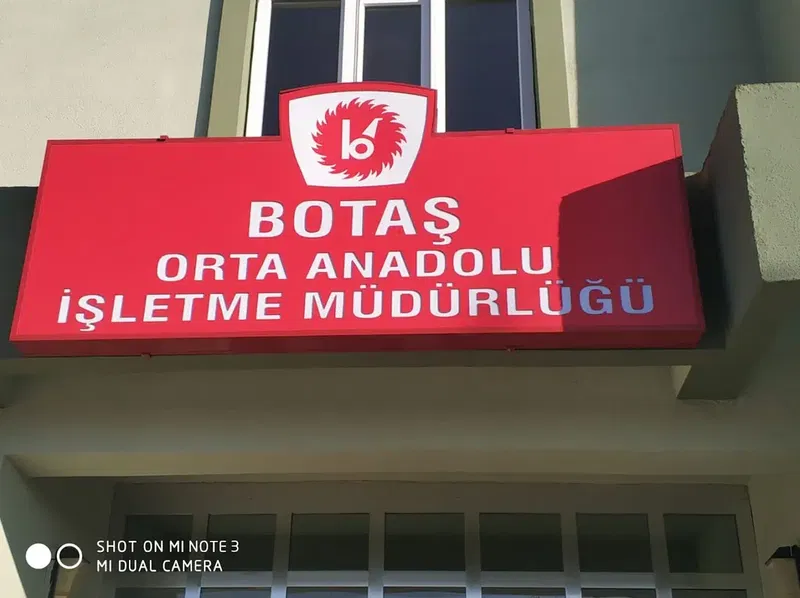 BOTAŞ
ORTA ANADOLU
İŞLETME MÜDÜRLÜĞÜ
SHOT ON MI NOTE 3
MI DUAL CAMERA